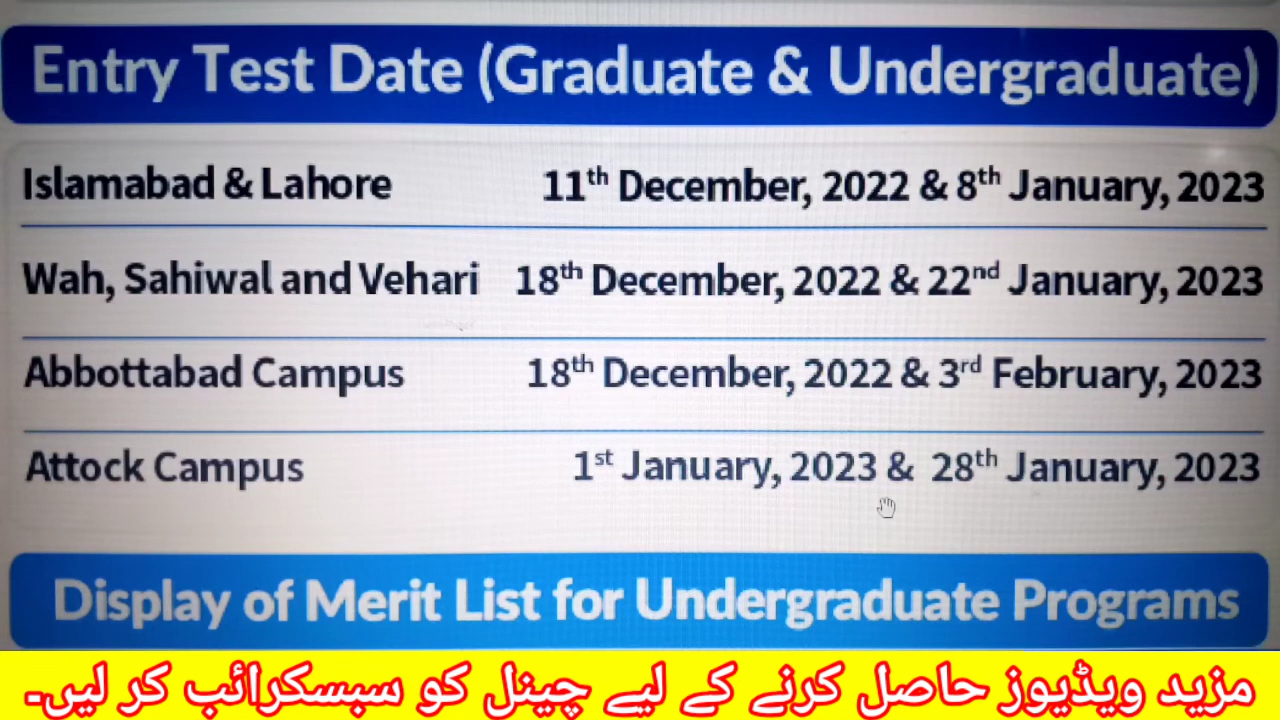 Entry Test Date (Graduate & Undergraduate)
Islamabad & Lahore 11th December, 2022 & 8th January, 2023
Wah, Sahiwal and Vehari 18th December, 2022 & 22nd January, 2023
Abbottabad Campus 18th December, 2022 & 3rd February, 2023
Attock Campus 1st January, 2023 & 28th January, 2023
Display of Merit List for Undergraduate Programs
مزید ویڈیوز حاصل کرنے کے لیے چینل کو سبسکرائب کر لیں۔